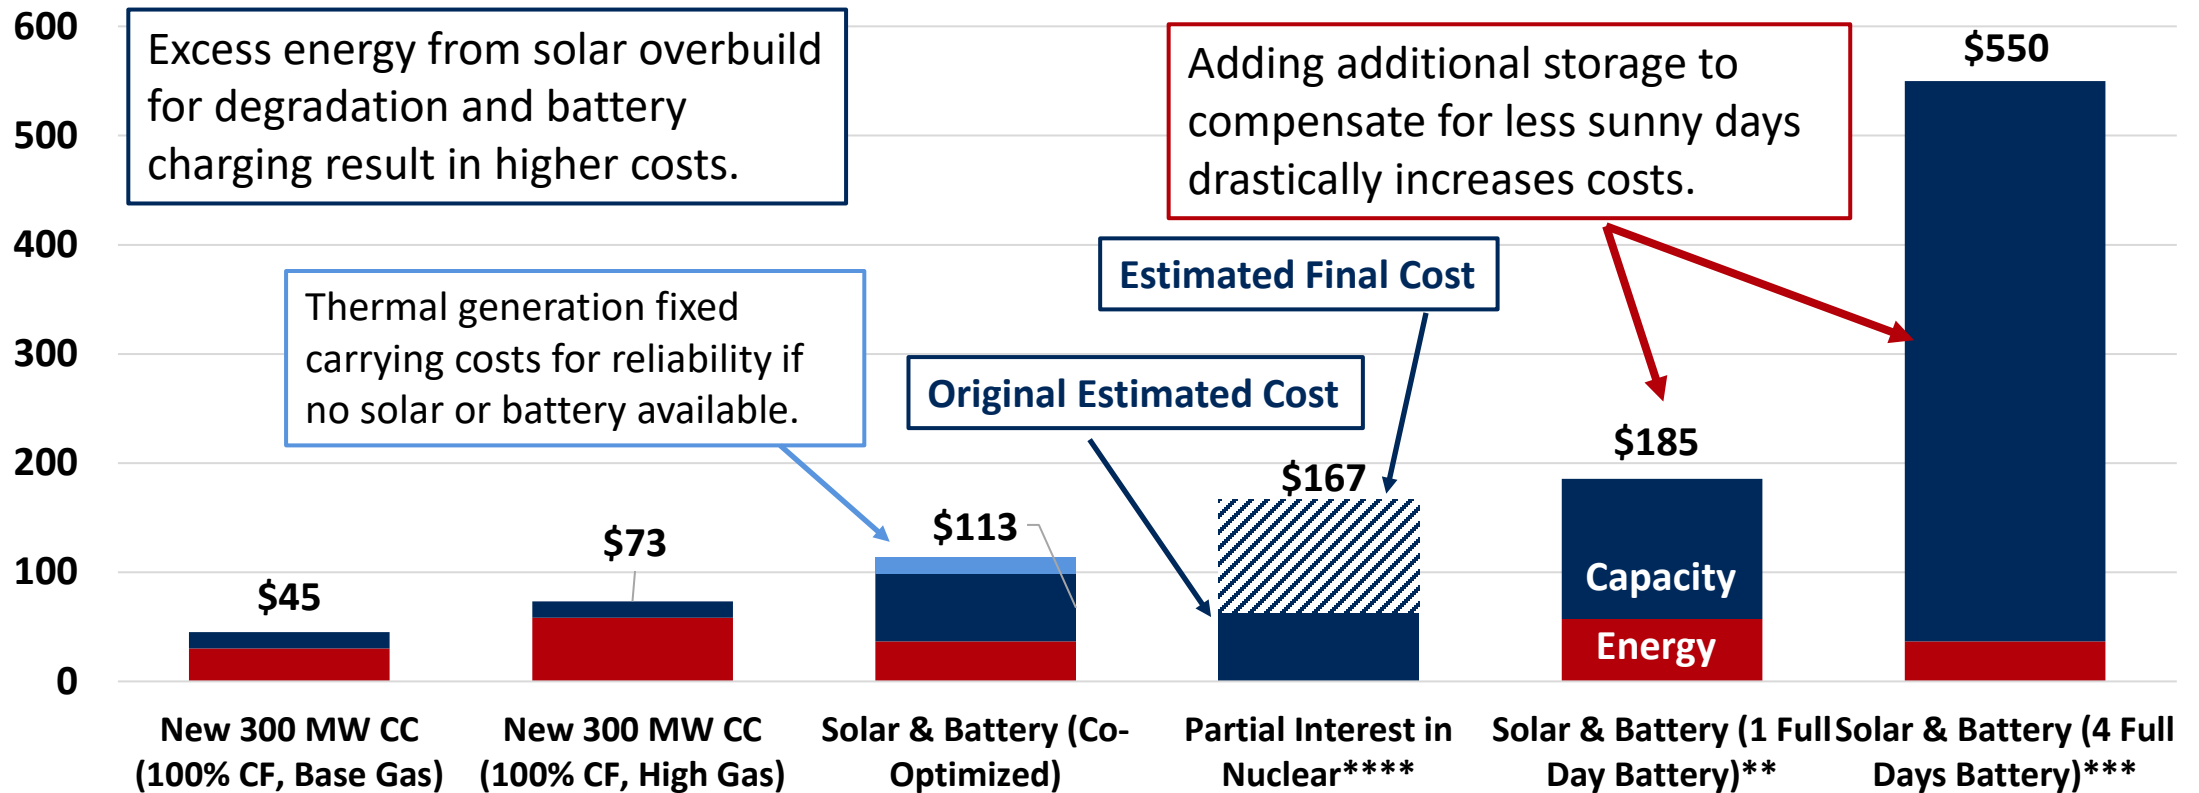 600
500
400
300
200
100
0
Excess energy from solar overbuild
for degradation and battery
charging result in higher costs.
Adding additional storage to
compensate for less sunny days
drastically increases costs.
Thermal generation fixed
carrying costs for reliability if
no solar or battery available.
Estimated Final Cost
Original Estimated Cost
$45
$73
$113
$167
$185
$550
Capacity
Energy
New 300 MW CC
(100% CF, Base Gas)
New 300 MW CC
(100% CF, High Gas)
Solar & Battery (Co-
Optimized)
Partial Interest in
Nuclear****
Solar & Battery (1 Full
Day Battery)**
Solar & Battery (4 Full
Days Battery)***